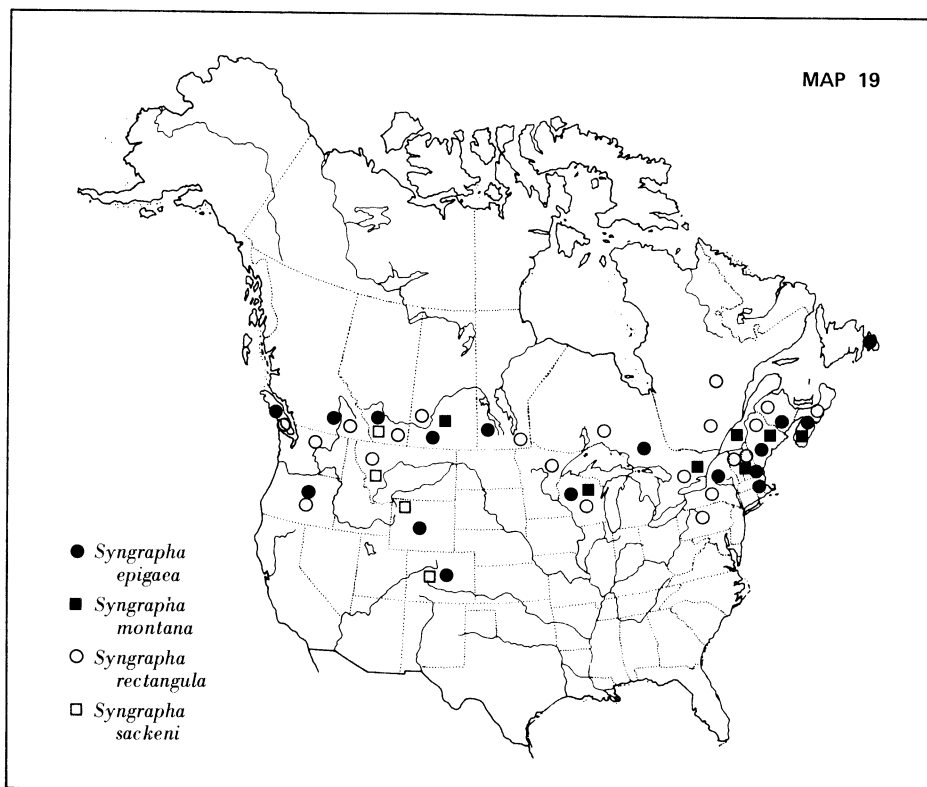 MAP 19
Syngrapha
epigaea
Syngrapha
montana
Syngrapha
rectangula
Syngrapha
sackeni